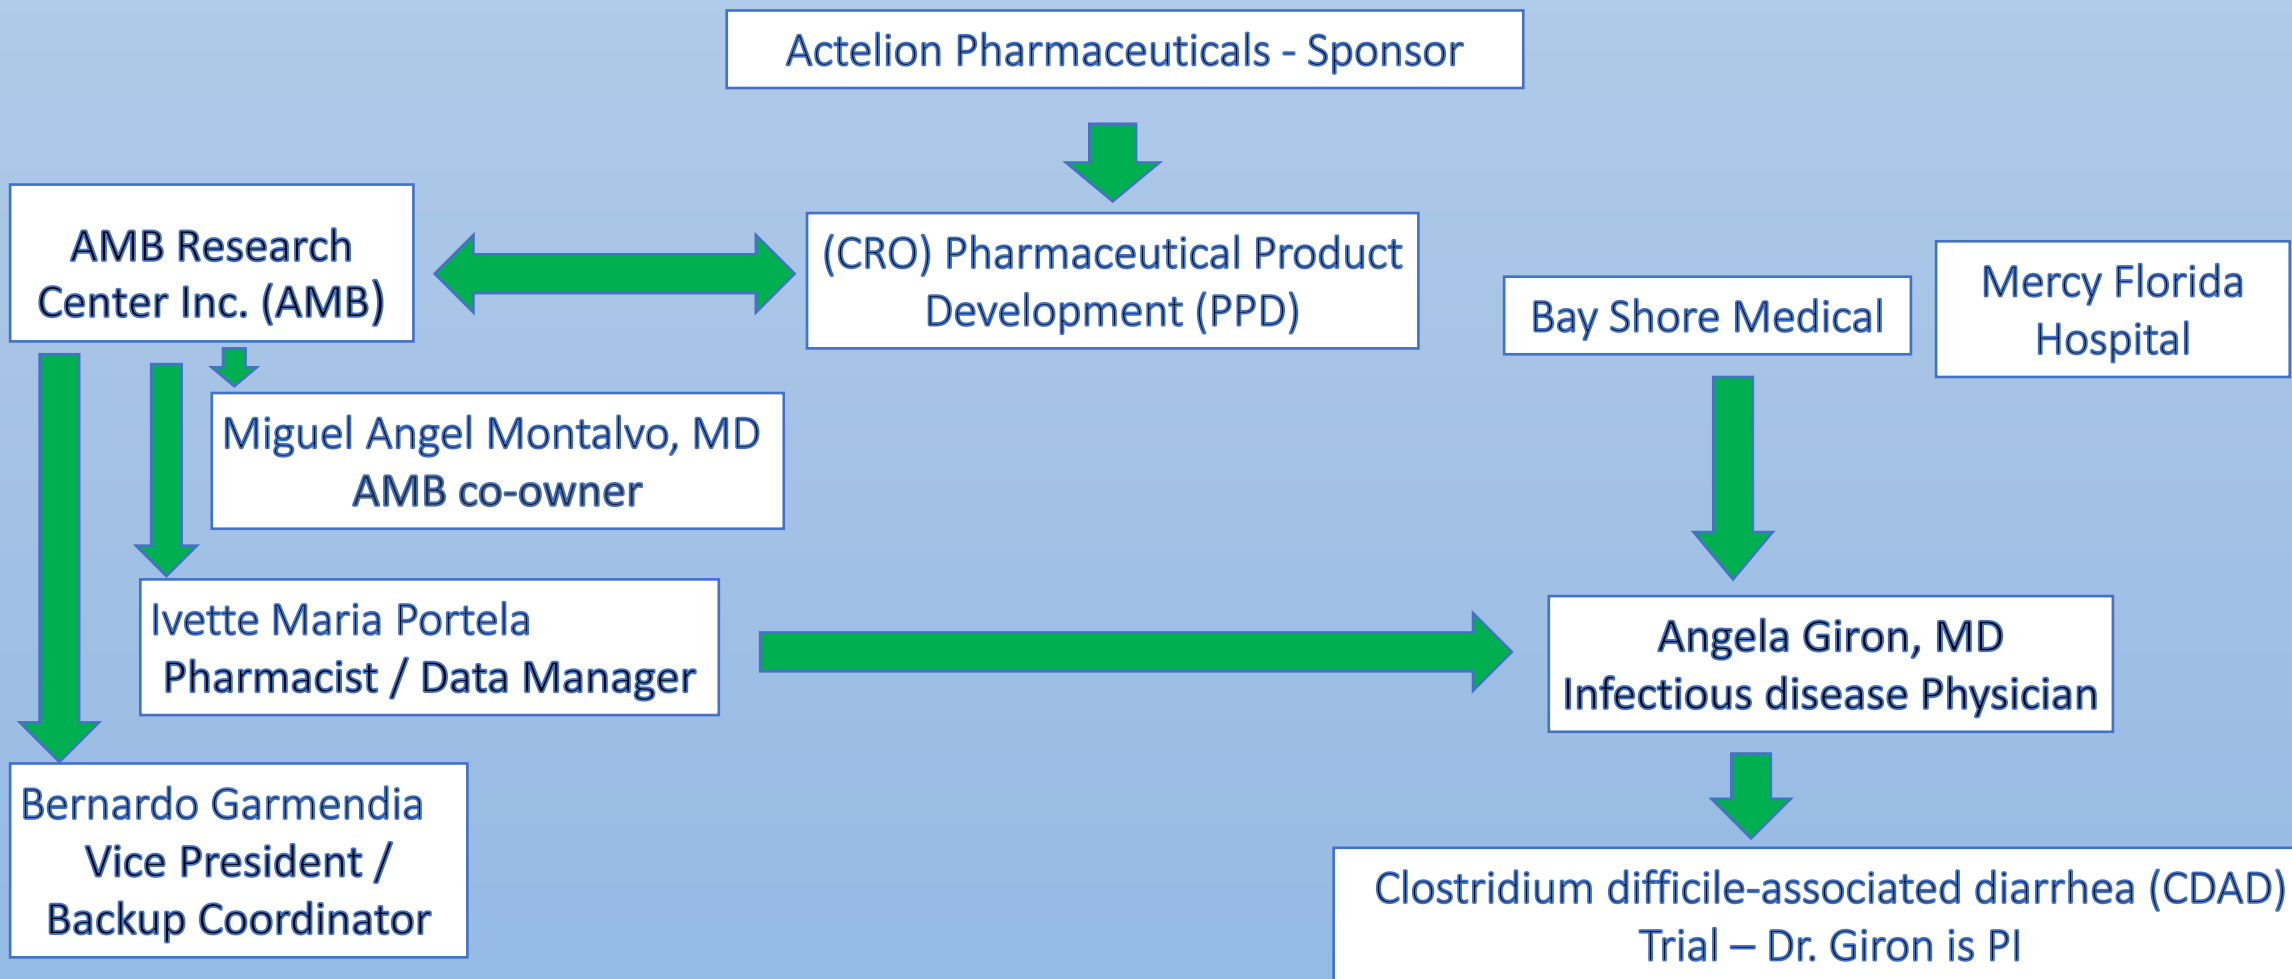 Actelion Pharmaceuticals - Sponsor
AMB Research
Center Inc. (AMB)
(CRO) Pharmaceutical Product
Development (PPD)
Bay Shore Medical
Mercy Florida
Hospital
Miguel Angel Montalvo, MD
AMB co-owner
Ivette Maria Portela
Pharmacist / Data Manager
Angela Giron, MD
Infectious disease Physician
Bernardo Garmendia
Vice President /
Backup Coordinator
Clostridium difficile-associated diarrhea (CDAD)
Trial – Dr. Giron is PI